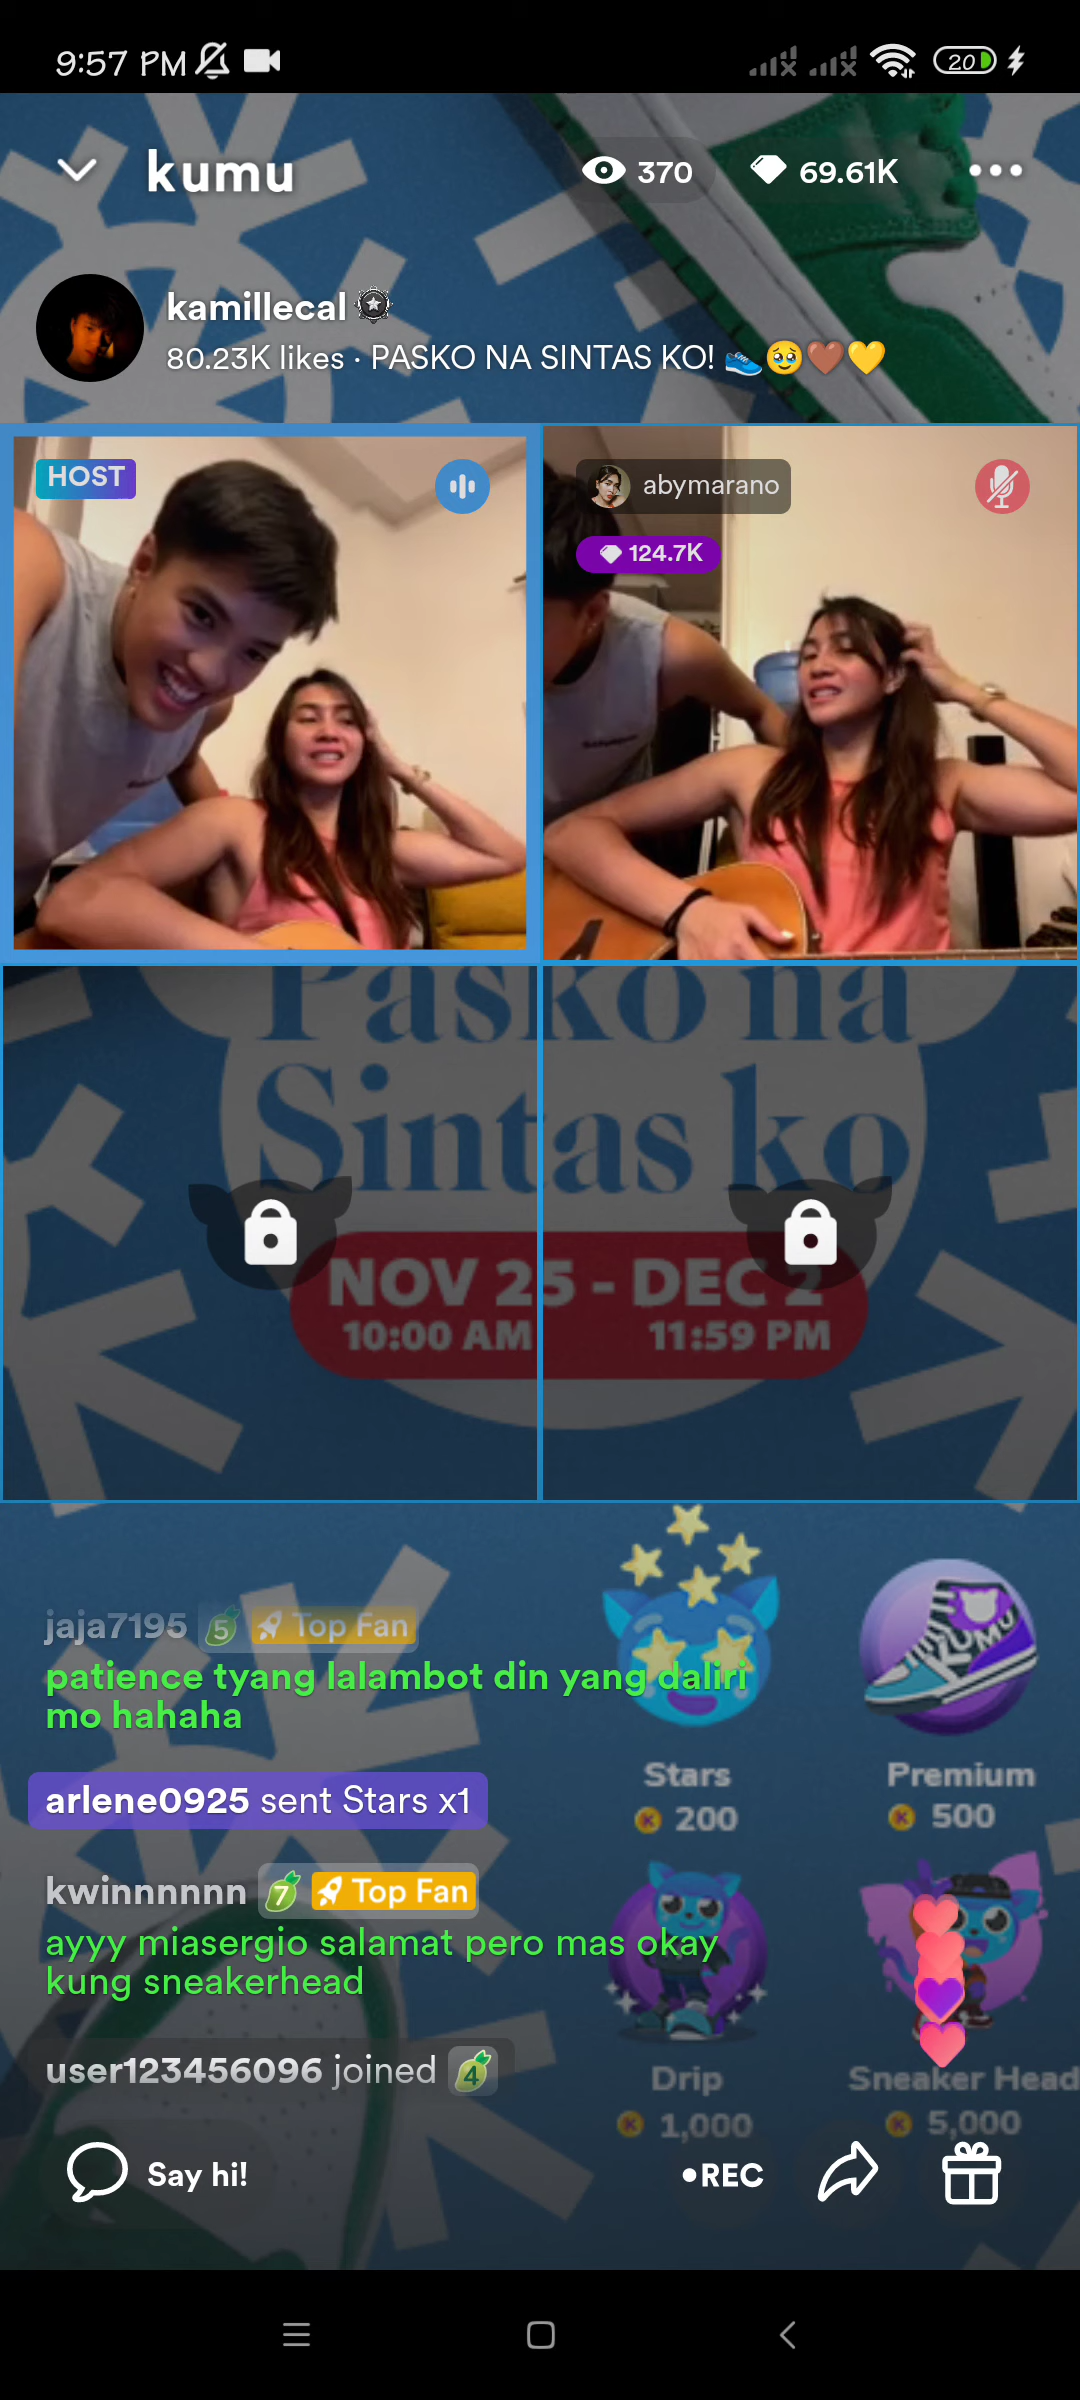 9:57 PM 20
kumu 370 69.61K
kamillecal
80.23K likes · PASKO NA SINTAS KO! 👟🥹🤎💛
HOST
abymarano
124.7K
Pasko na
Sintas ko
NOV 25 - DEC 2
10:00 AM 11:59 PM
jaja7195 5 Top Fan
patience tyang lalambot din yang daliri
mo hahaha
arlene0925 sent Stars x1
kwinnnnnn 7 Top Fan
ayyy miasergio salamat pero mas okay
kung sneakerhead
user123456096 joined 4
KUMU
Stars Premium
200 500
Drip Sneaker Head
1,000 5,000
Say hi! •REC